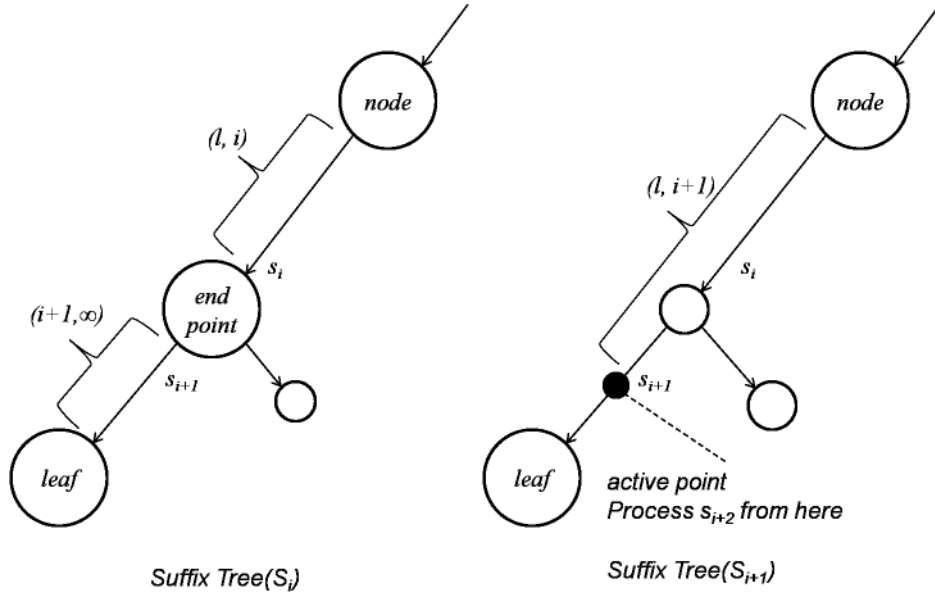 node
(l, i)
s_i
end
point
(i+1,∞)
s_{i+1}
leaf
Suffix Tree(S_i)
node
(l, i+1)
s_i
s_{i+1}
leaf
active point
Process s_{i+2} from here
Suffix Tree(S_{i+1})